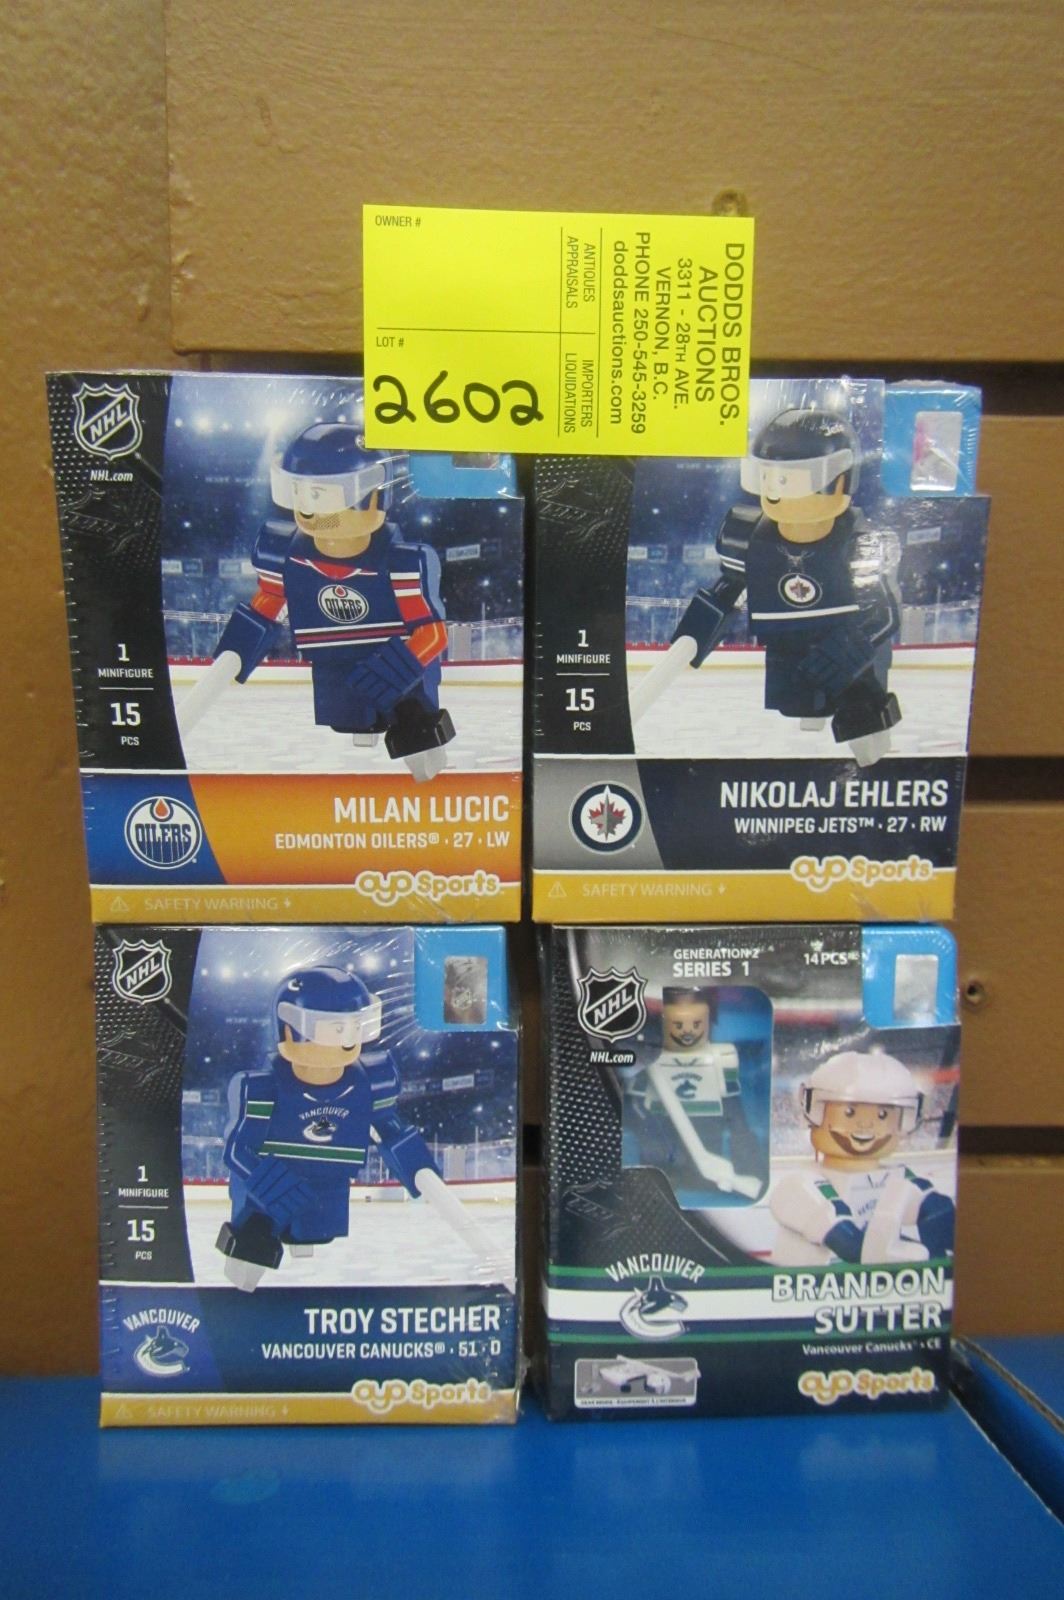 OWNER #
LOT #
2602
ANTIQUES
APPRAISALS
IMPORTERS
LIQUIDATIONS
DODDS BROS.
AUCTIONS
3311 - 28TH AVE.
VERNON, B.C.
PHONE 250-545-3259
doddsauctions.com
NHL
NHL.com
OILERS
1
MINIFIGURE
15
PCS
OILERS
MILAN LUCIC
EDMONTON OILERS® · 27 · LW
oyo Sports
SAFETY WARNING
Jets
1
MINIFIGURE
15
PCS
NIKOLAJ EHLERS
WINNIPEG JETS™ · 27 · RW
oyo Sports
SAFETY WARNING
NHL
VANCOUVER
1
MINIFIGURE
15
PCS
VANCOUVER
TROY STECHER
VANCOUVER CANUCKS® · 51 · D
oyo Sports
SAFETY WARNING
GENERATION 2
SERIES 1
14 PCS
NHL
NHL.com
VANCOUVER
BRANDON
SUTTER
Vancouver Canucks® · CE
oyo Sports